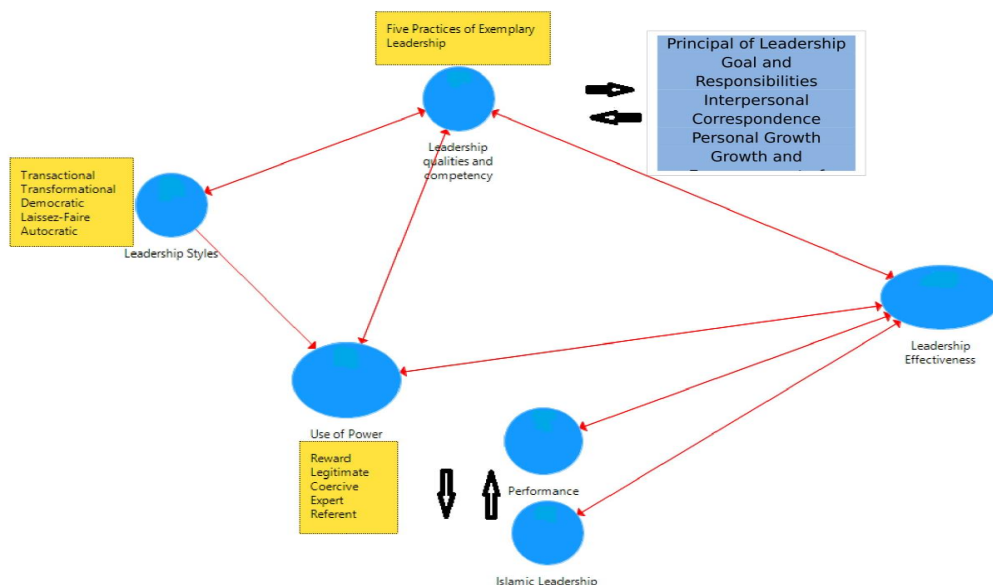 Five Practices of Exemplary
Leadership
Principal of Leadership
Goal and
Responsibilities
Interpersonal
Correspondence
Personal Growth
Growth and
Leadership
qualities and
competency
Transactional
Transformational
Democratic
Laissez-Faire
Autocratic
Leadership Styles
Leadership
Effectiveness
Use of Power
Reward
Legitimate
Coercive
Expert
Referent
Performance
Islamic Leadership